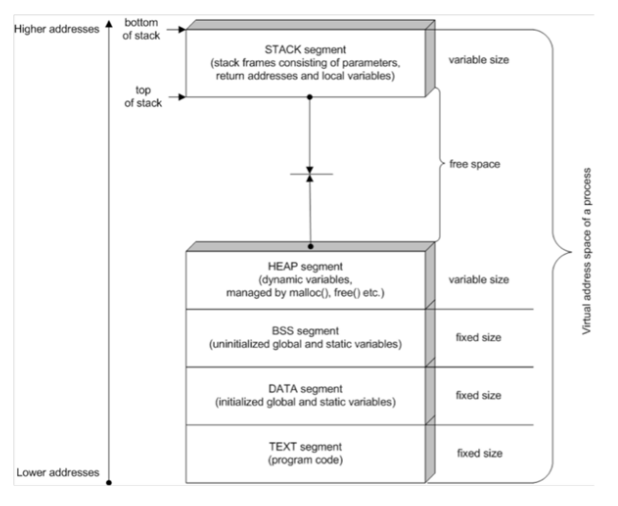 Higher addresses
bottom
of stack
STACK segment
(stack frames consisting of parameters,
return addresses and local variables)
variable size
top
of stack
free space
Virtual address space of a process
HEAP segment
(dynamic variables,
managed by malloc(), free() etc.)
variable size
BSS segment
(uninitialized global and static variables)
fixed size
DATA segment
(initialized global and static variables)
fixed size
TEXT segment
(program code)
fixed size
Lower addresses